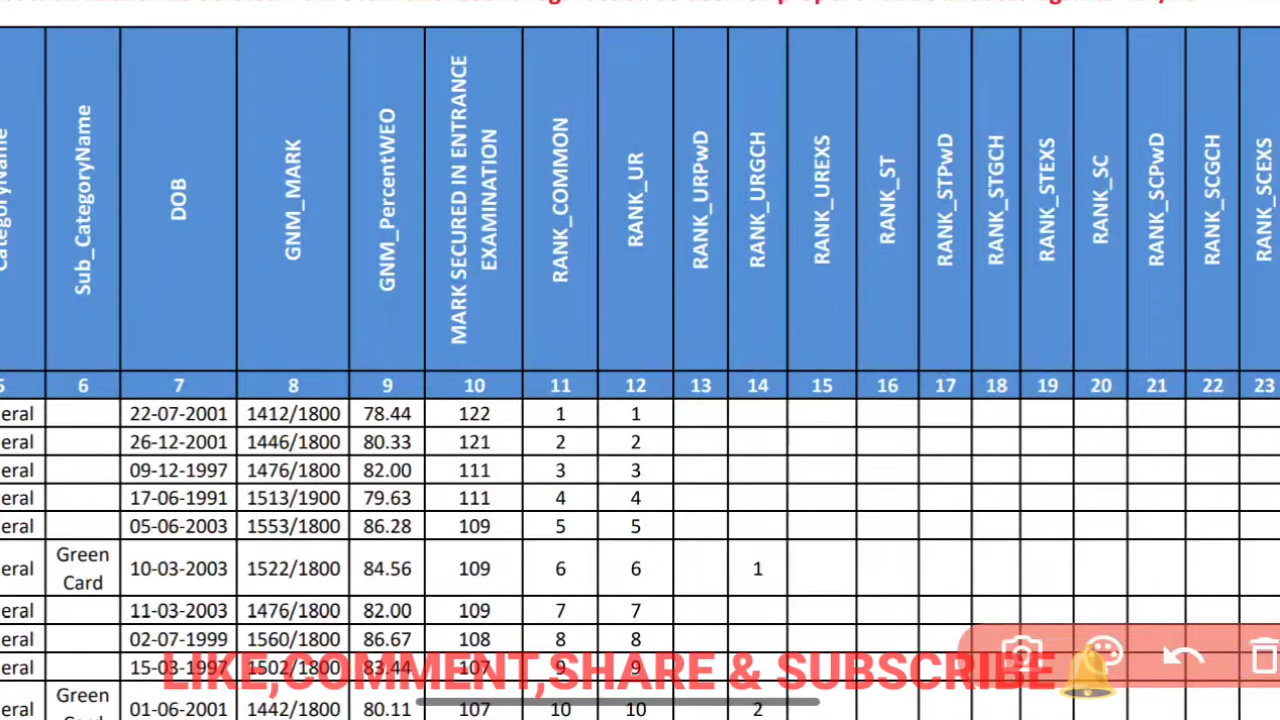 CategoryName
Sub_CategoryName
DOB
GNM_MARK
GNM_PercentWEO
MARK SECURED IN ENTRANCE
EXAMINATION
RANK_COMMON
RANK_UR
RANK_URPwD
RANK_URGCH
RANK_UREXS
RANK_ST
RANK_STPwD
RANK_STGCH
RANK_STEXS
RANK_SC
RANK_SCPwD
RANK_SCGCH
RANK_SCEXS
5 6 7 8 9 10 11 12 13 14 15 16 17 18 19 20 21 22 23
eral 22-07-2001 1412/1800 78.44 122 1 1
eral 26-12-2001 1446/1800 80.33 121 2 2
eral 09-12-1997 1476/1800 82.00 111 3 3
eral 17-06-1991 1513/1900 79.63 111 4 4
eral 05-06-2003 1553/1800 86.28 109 5 5
eral Green Card 10-03-2003 1522/1800 84.56 109 6 6 1
eral 11-03-2003 1476/1800 82.00 109 7 7
eral 02-07-1999 1560/1800 86.67 108 8 8
eral 15-03-1997 1502/1800 83.44 107 9 9
eral Green 01-06-2001 1442/1800 80.11 107 10 10 2
LIKE,COMMENT,SHARE & SUBSCRIBE